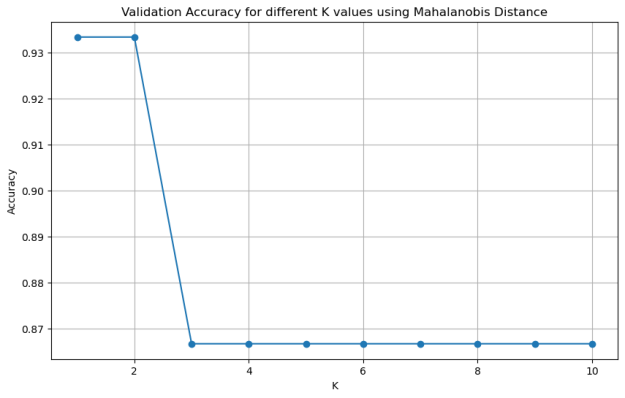 Validation Accuracy for different K values using Mahalanobis Distance
0.93
0.92
0.91
0.90
0.89
0.88
0.87
Accuracy
2 4 6 8 10
K